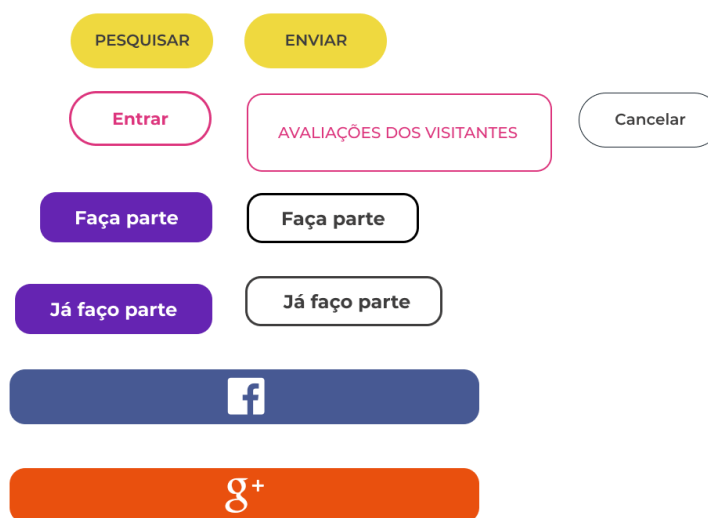 PESQUISAR
ENVIAR
Entrar
AVALIAÇÕES DOS VISITANTES
Cancelar
Faça parte
Faça parte
Já faço parte
Já faço parte
f
g+